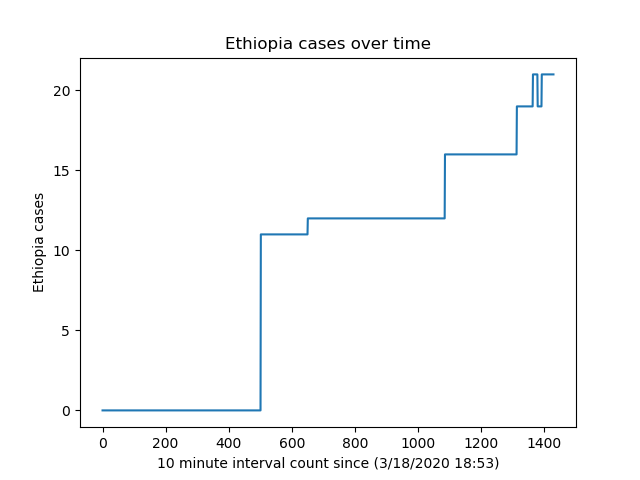 Ethiopia cases over time
20
15
10
5
0
Ethiopia cases
0 200 400 600 800 1000 1200 1400
10 minute interval count since (3/18/2020 18:53)